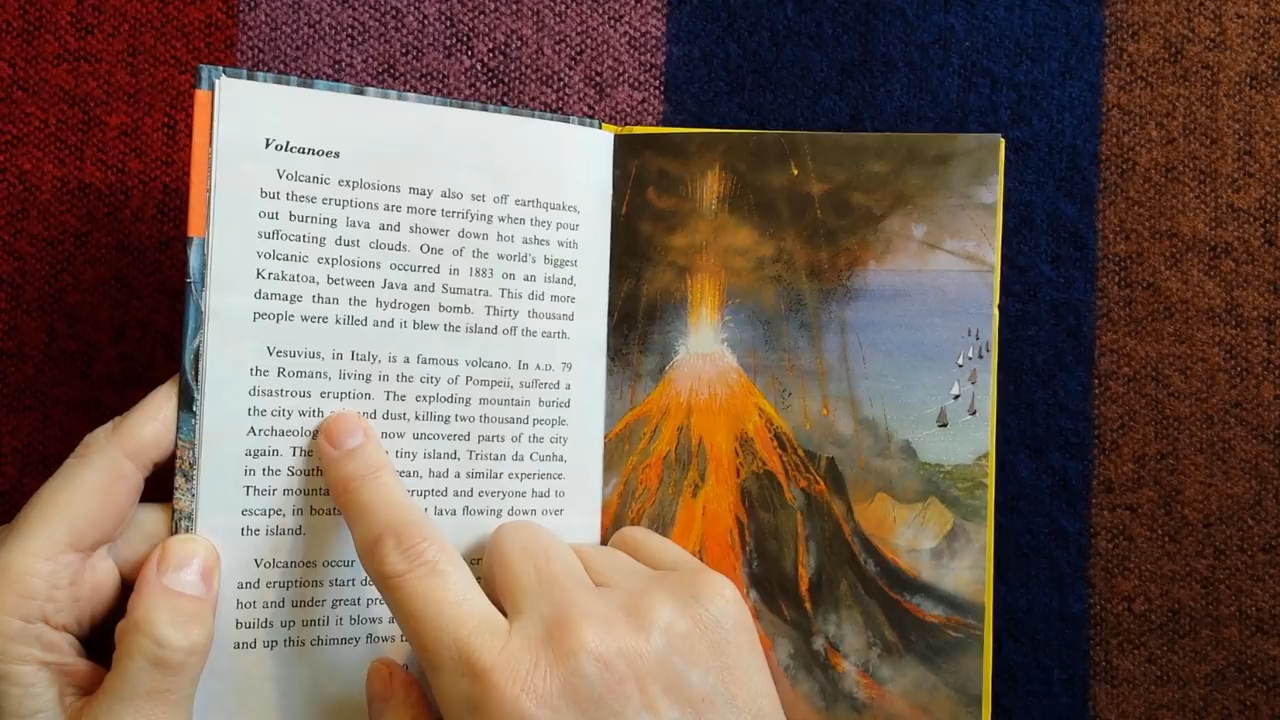 Volcanoes
Volcanic explosions may also set off earthquakes,
but these eruptions are more terrifying when they pour
out burning lava and shower down hot ashes with
suffocating dust clouds. One of the world's biggest
volcanic explosions occurred in 1883 on an island,
Krakatoa, between Java and Sumatra. This did more
damage than the hydrogen bomb. Thirty thousand
people were killed and it blew the island off the earth.
Vesuvius, in Italy, is a famous volcano. In A.D. 79
the Romans, living in the city of Pompeii, suffered a
disastrous eruption. The exploding mountain buried
the city with and dust, killing two thousand people.
now uncovered parts of the city
again. The tiny island, Tristan da Cunha,
in the South had a similar experience.
Their and everyone had to
escape, in boats lava flowing down over
the island.
Volcanoes occur
and eruptions start
hot and under great
builds up until it blows
and up this chimney flows